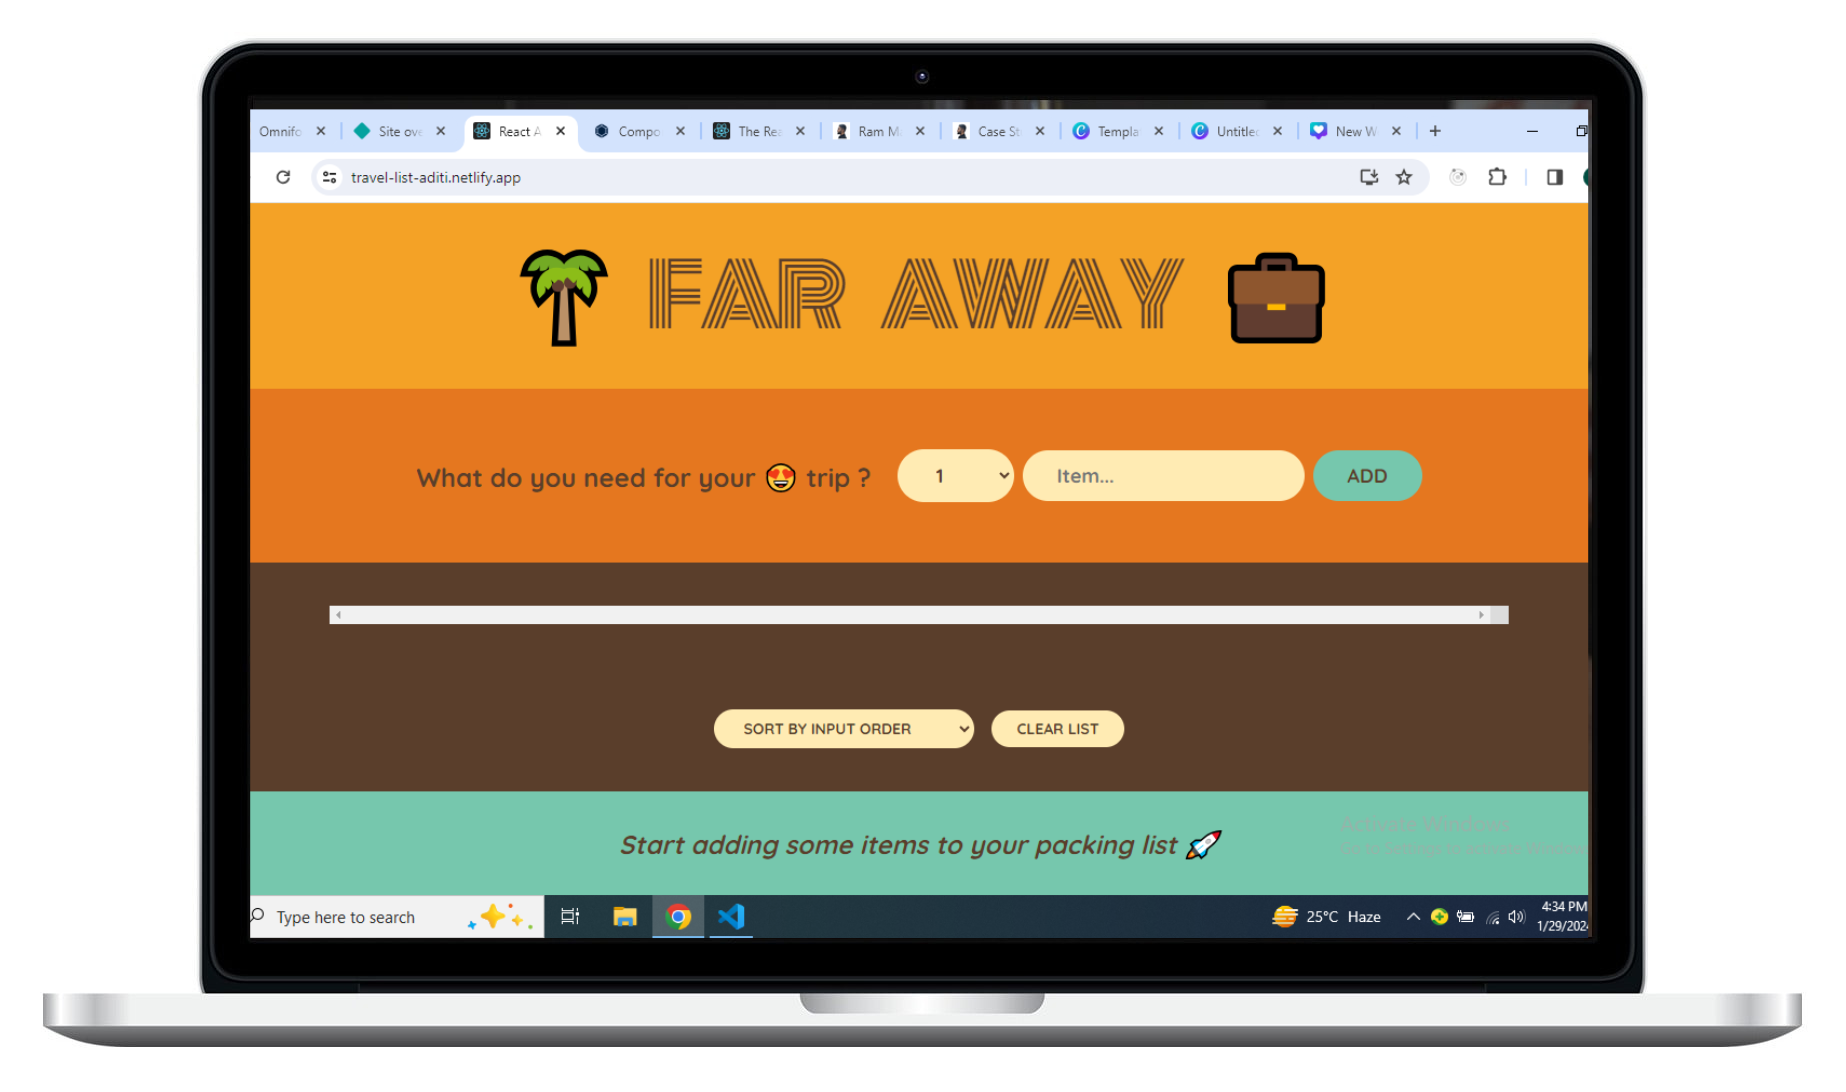 Omnifo Site ove React A Compo The Rea Ram M Case St Templa Untitled New W
travel-list-aditi.netlify.app
FAR AWAY
What do you need for your 😍 trip ? 1 Item... ADD
SORT BY INPUT ORDER CLEAR LIST
Start adding some items to your packing list 🚀
Activate Windows
Go to Settings to activate Windows
Type here to search 25°C Haze 4:34 PM
1/29/202